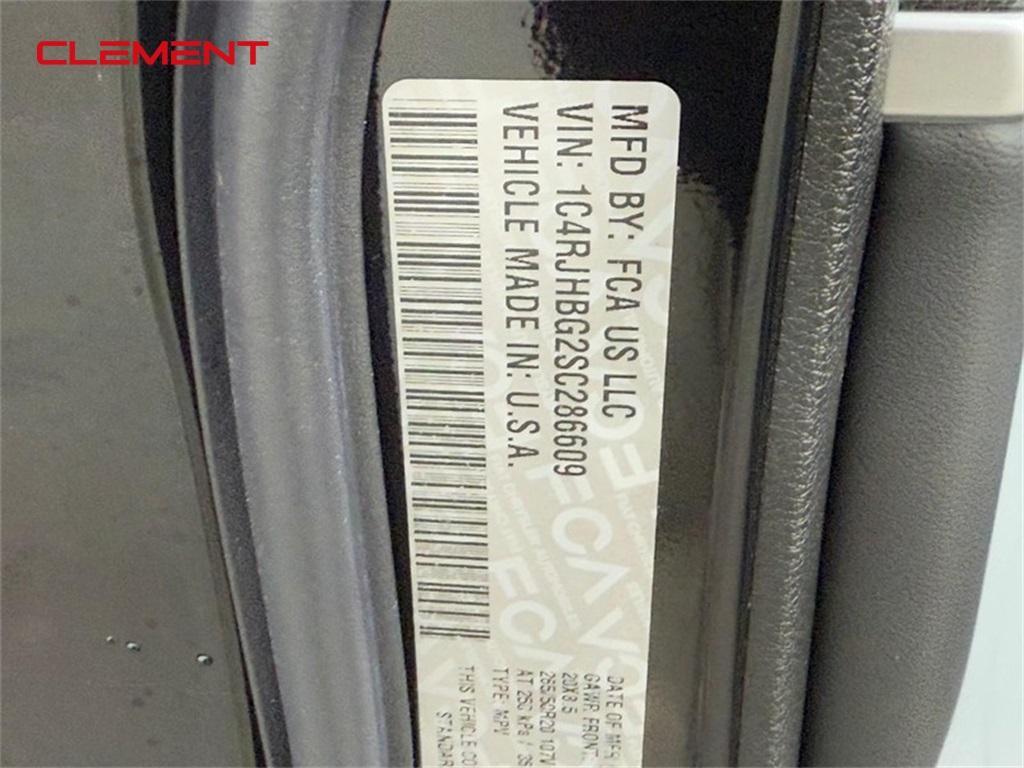 CLEMENT
MFD BY: FCA US LLC
VIN: 1C4RJHBG2SC286609
VEHICLE MADE IN: U.S.A.
DATE OF MFR
GAWR FRONT
20X8.5
265/50R20 107V
AT 250 kPa /
TYPE: MPV
THIS VEHICLE CO
STANDAR